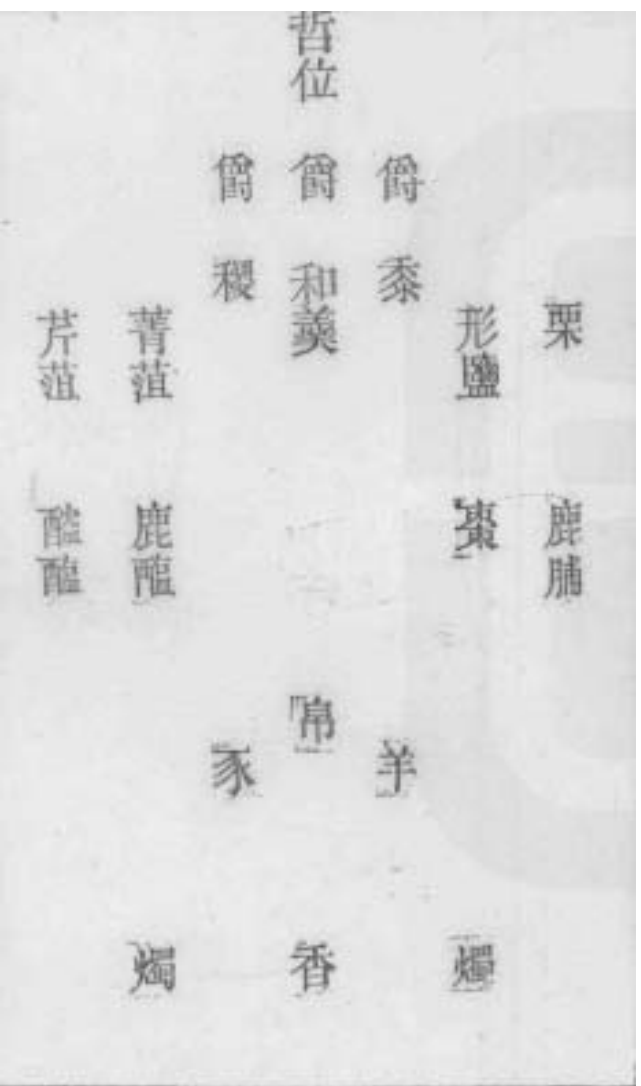 哲位
爵 爵 爵
黍 和羹 稷
栗 形鹽 菁菹 芹菹
鹿脯 棗 鹿醢 醓醢
帛
羊 豕
燭 香 燭